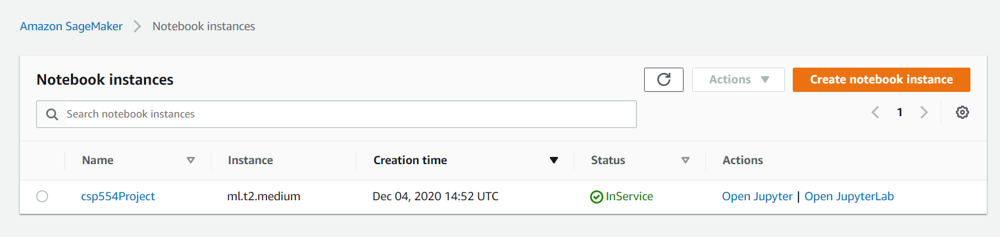 Amazon SageMaker > Notebook instances
Notebook instances
Actions
Create notebook instance
Search notebook instances
1
Name Instance Creation time Status Actions
csp554Project ml.t2.medium Dec 04, 2020 14:52 UTC InService Open Jupyter | Open JupyterLab